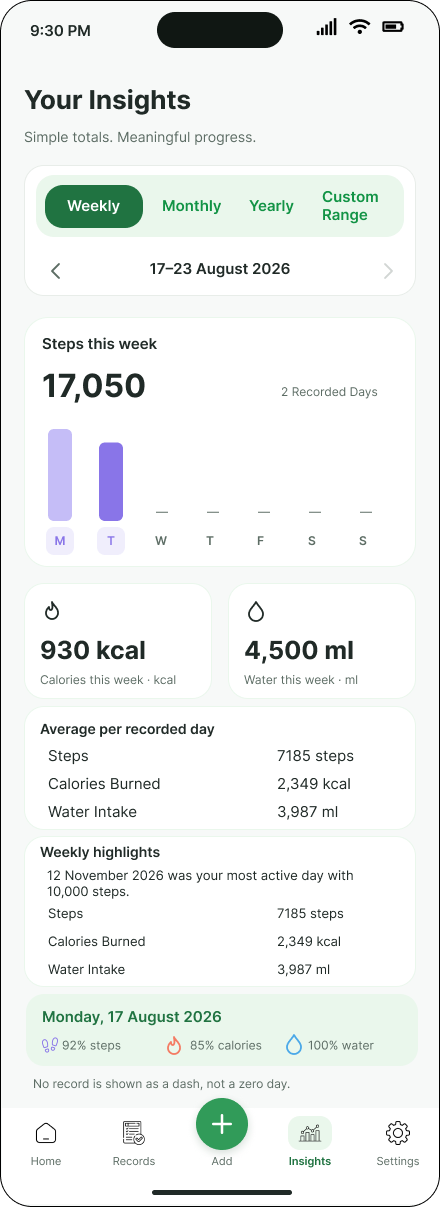 9:30 PM
Your Insights
Simple totals. Meaningful progress.
Weekly Monthly Yearly Custom Range
17–23 August 2026
Steps this week
17,050
2 Recorded Days
— — — — —
M T W T F S S
930 kcal
Calories this week · kcal
4,500 ml
Water this week · ml
Average per recorded day
Steps 7185 steps
Calories Burned 2,349 kcal
Water Intake 3,987 ml
Weekly highlights
12 November 2026 was your most active day with
10,000 steps.
Steps 7185 steps
Calories Burned 2,349 kcal
Water Intake 3,987 ml
Monday, 17 August 2026
92% steps 85% calories 100% water
No record is shown as a dash, not a zero day.
Home Records Add Insights Settings